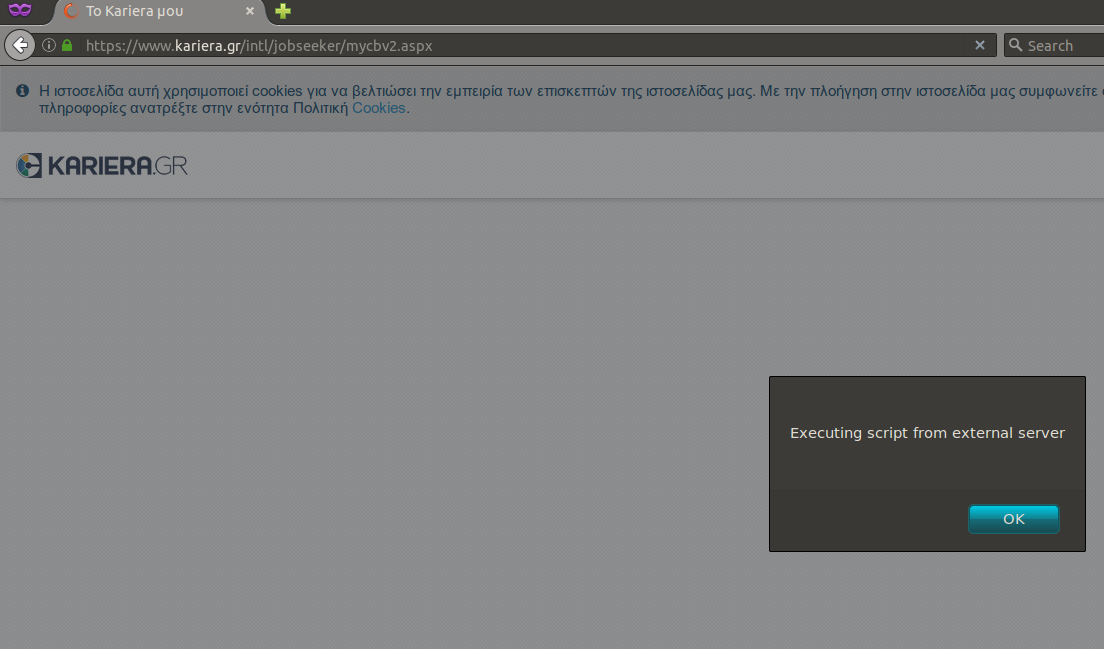 Το Kariera μου
https://www.kariera.gr/intl/jobseeker/mycbv2.aspx
Search
Η ιστοσελίδα αυτή χρησιμοποιεί cookies για να βελτιώσει την εμπειρία των επισκεπτών της ιστοσελίδας μας. Με την πλοήγηση στην ιστοσελίδα μας συμφωνείτε
πληροφορίες ανατρέξτε στην ενότητα Πολιτική Cookies.
KARIERA.GR
Executing script from external server
OK